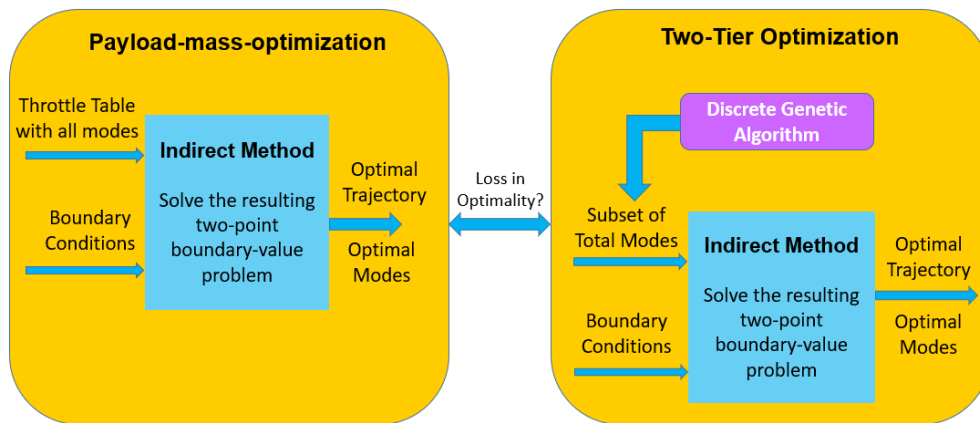 Payload-mass-optimization
Throttle Table
with all modes
Boundary
Conditions
Indirect Method
Solve the resulting
two-point
boundary-value
problem
Optimal
Trajectory
Optimal
Modes
Loss in
Optimality?
Two-Tier Optimization
Discrete Genetic
Algorithm
Subset of
Total Modes
Boundary
Conditions
Indirect Method
Solve the resulting
two-point
boundary-value
problem
Optimal
Trajectory
Optimal
Modes